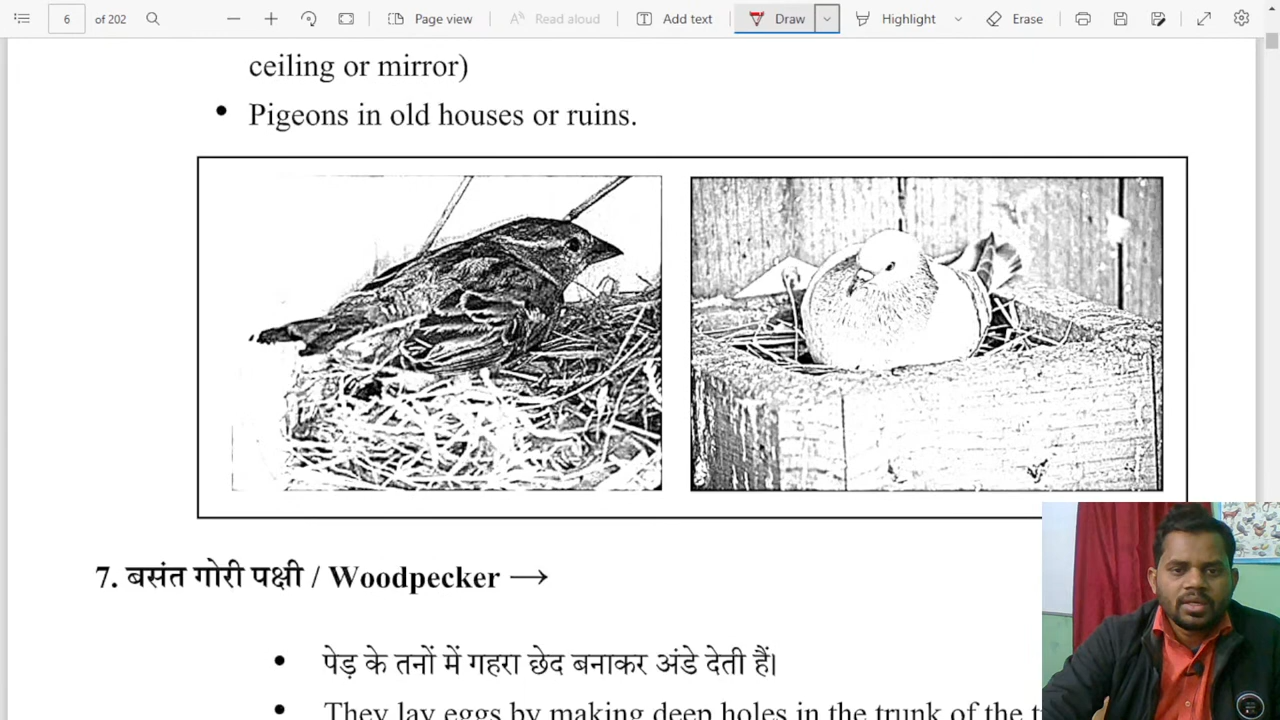 6 of 202 Page view Read aloud Add text Draw Highlight Erase
ceiling or mirror)
• Pigeons in old houses or ruins.
7. बसंत गोरी पक्षी / Woodpecker →
• पेड़ के तनों में गहरा छेद बनाकर अंडे देती हैं।
• They lay eggs by making deep holes in the trunk of the